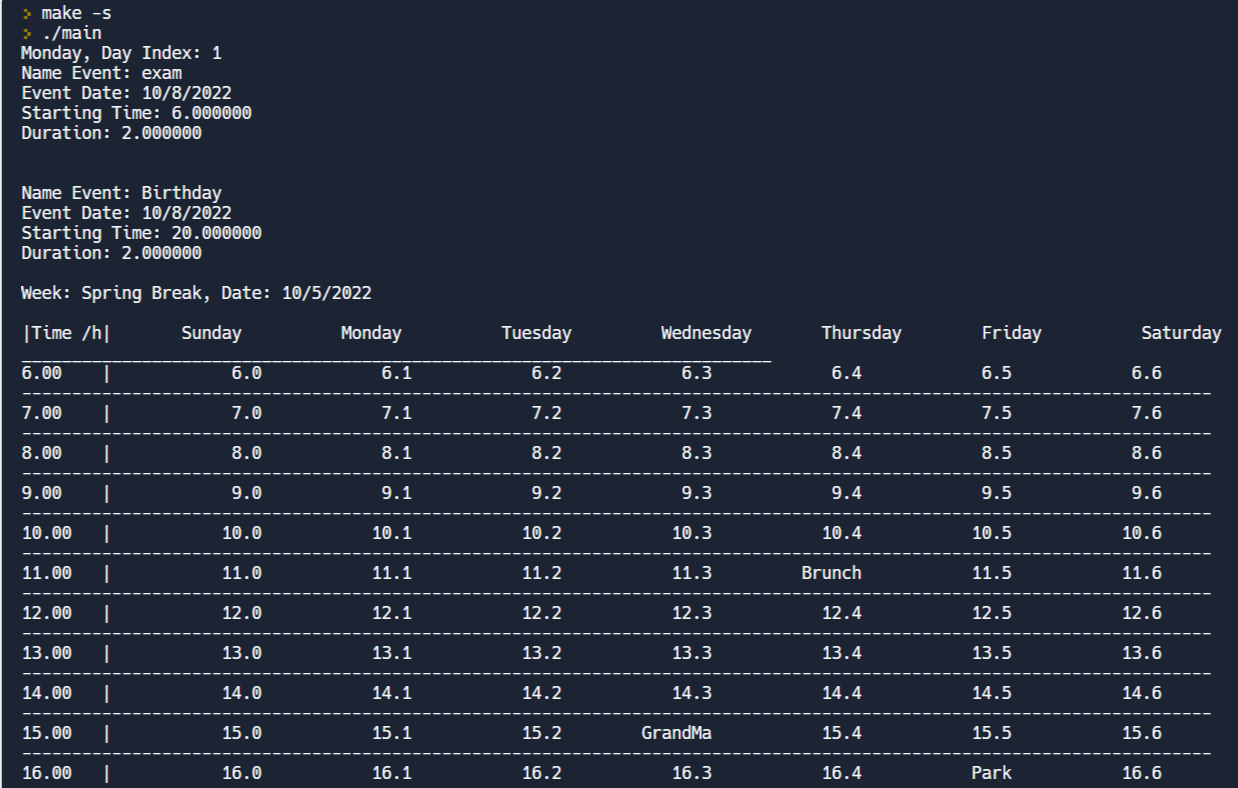 > make -s
> ./main
Monday, Day Index: 1
Name Event: exam
Event Date: 10/8/2022
Starting Time: 6.000000
Duration: 2.000000
Name Event: Birthday
Event Date: 10/8/2022
Starting Time: 20.000000
Duration: 2.000000
Week: Spring Break, Date: 10/5/2022
|Time /h| Sunday Monday Tuesday Wednesday Thursday Friday Saturday
6.00 | 6.0 6.1 6.2 6.3 6.4 6.5 6.6
7.00 | 7.0 7.1 7.2 7.3 7.4 7.5 7.6
8.00 | 8.0 8.1 8.2 8.3 8.4 8.5 8.6
9.00 | 9.0 9.1 9.2 9.3 9.4 9.5 9.6
10.00 | 10.0 10.1 10.2 10.3 10.4 10.5 10.6
11.00 | 11.0 11.1 11.2 11.3 Brunch 11.5 11.6
12.00 | 12.0 12.1 12.2 12.3 12.4 12.5 12.6
13.00 | 13.0 13.1 13.2 13.3 13.4 13.5 13.6
14.00 | 14.0 14.1 14.2 14.3 14.4 14.5 14.6
15.00 | 15.0 15.1 15.2 GrandMa 15.4 15.5 15.6
16.00 | 16.0 16.1 16.2 16.3 16.4 Park 16.6